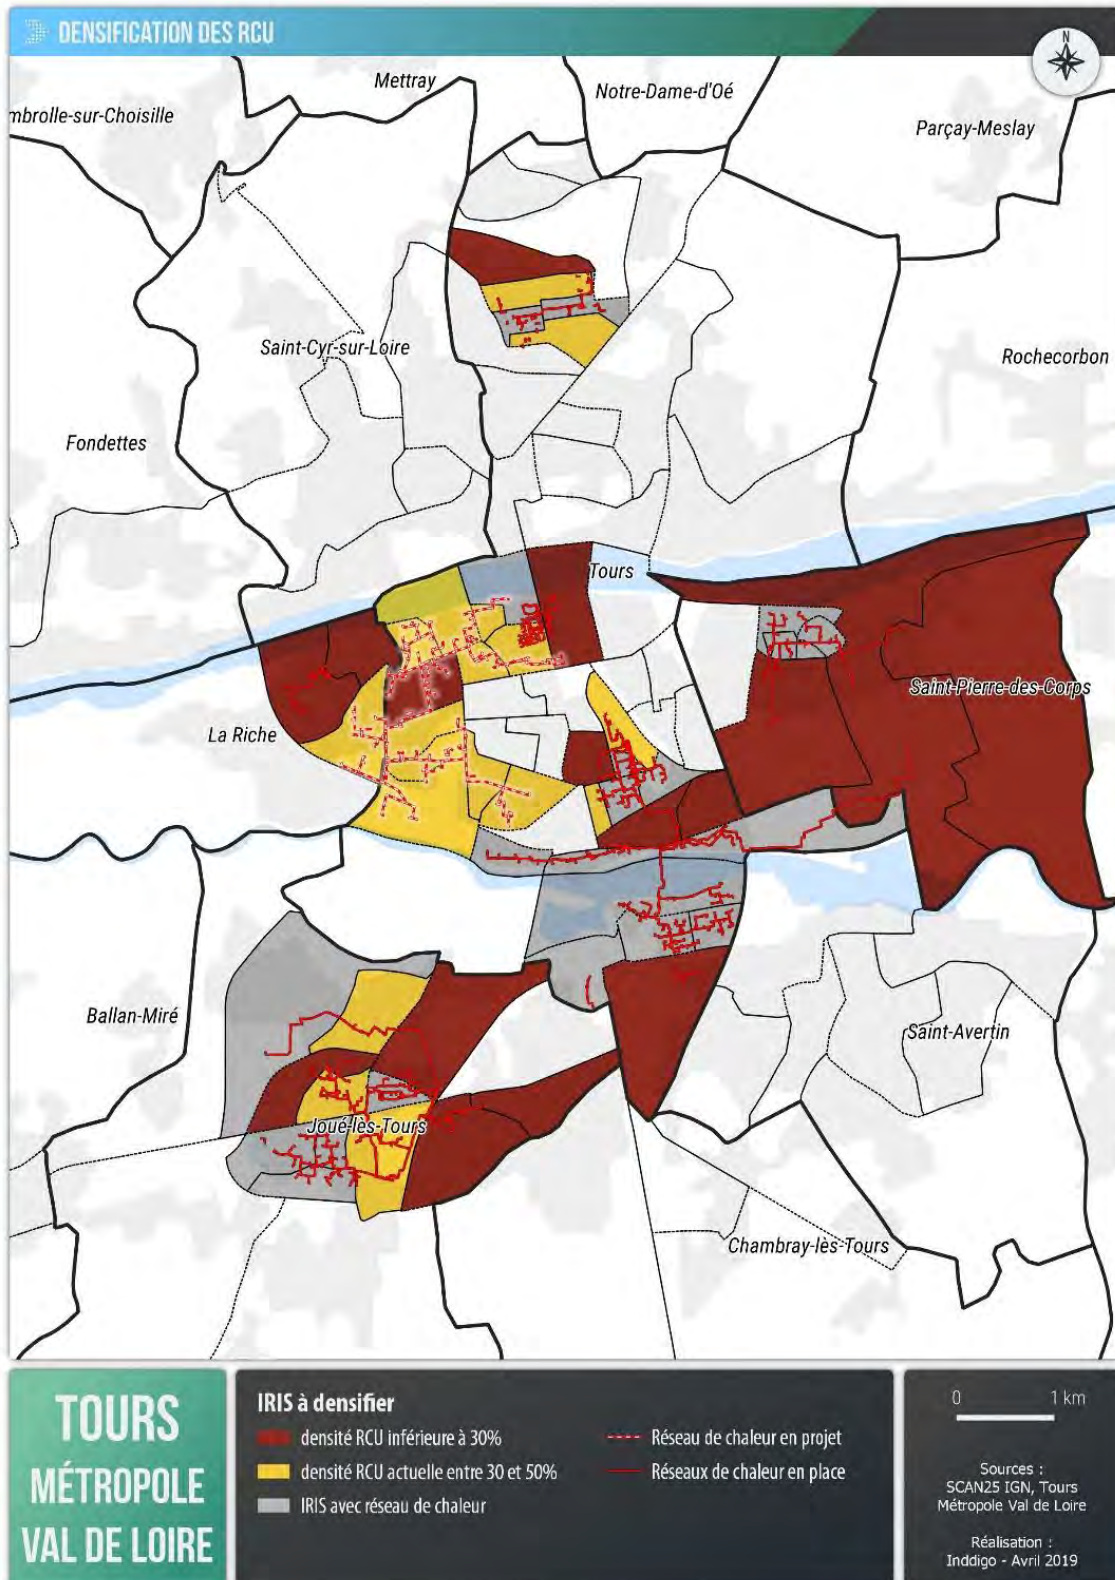 DENSIFICATION DES RCU
N
Mettray
Notre-Dame-d'Oé
mbrolle-sur-Choisille
Parçay-Meslay
Saint-Cyr-sur-Loire
Rochecorbon
Fondettes
Tours
Saint-Pierre-des-Corps
La Riche
Ballan-Miré
Saint-Avertin
Joué-lès-Tours
Chambray-lès-Tours
TOURS
MÉTROPOLE
VAL DE LOIRE
IRIS à densifier
densité RCU inférieure à 30%
densité RCU actuelle entre 30 et 50%
IRIS avec réseau de chaleur
Réseau de chaleur en projet
Réseaux de chaleur en place
0 1 km
Sources :
SCAN25 IGN, Tours
Métropole Val de Loire
Réalisation :
Inddigo - Avril 2019